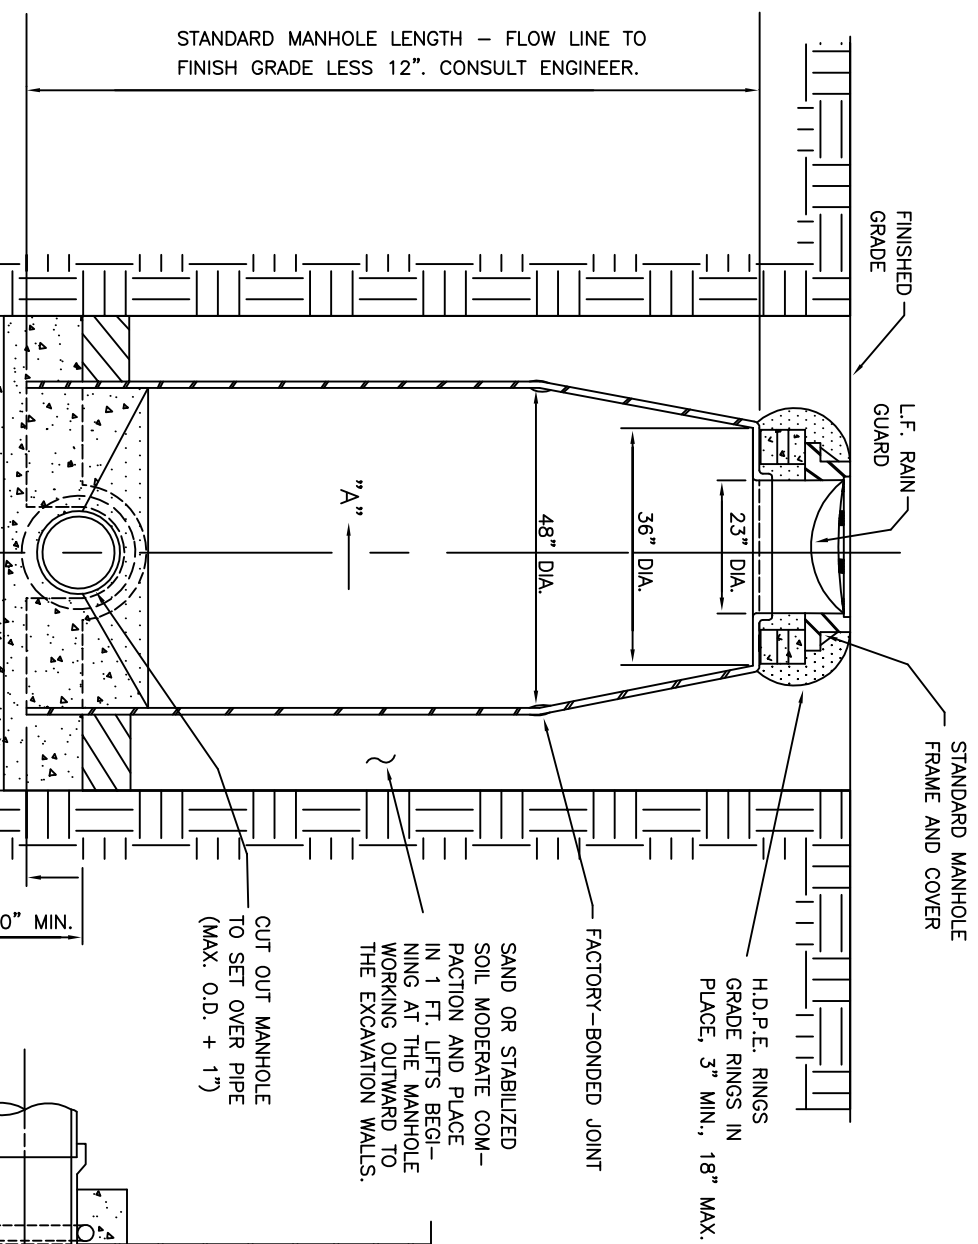 STANDARD MANHOLE LENGTH – FLOW LINE TO
FINISH GRADE LESS 12”. CONSULT ENGINEER.
FINISHED
GRADE
L.F. RAIN
GUARD
STANDARD MANHOLE
FRAME AND COVER
23” DIA.
36” DIA.
48” DIA.
”A”
H.D.P.E. RINGS
GRADE RINGS IN
PLACE, 3” MIN., 18” MAX.
FACTORY–BONDED JOINT
SAND OR STABILIZED
SOIL MODERATE COM–
PACTION AND PLACE
IN 1 FT. LIFTS BEGI–
NING AT THE MANHOLE
WORKING OUTWARD TO
THE EXCAVATION WALLS.
CUT OUT MANHOLE
TO SET OVER PIPE
(MAX. O.D. + 1”)
0” MIN.